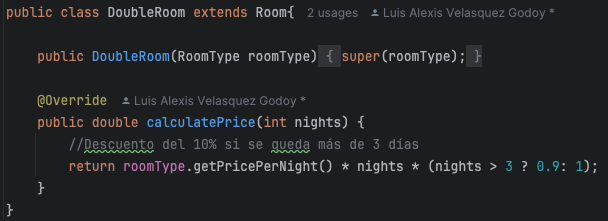 public class DoubleRoom extends Room{ 2 usages Luis Alexis Velasquez Godoy *
public DoubleRoom(RoomType roomType) { super(roomType); }
@Override Luis Alexis Velasquez Godoy *
public double calculatePrice(int nights) {
//Descuento del 10% si se queda más de 3 días
return roomType.getPricePerNight() * nights * (nights > 3 ? 0.9: 1);
}
}